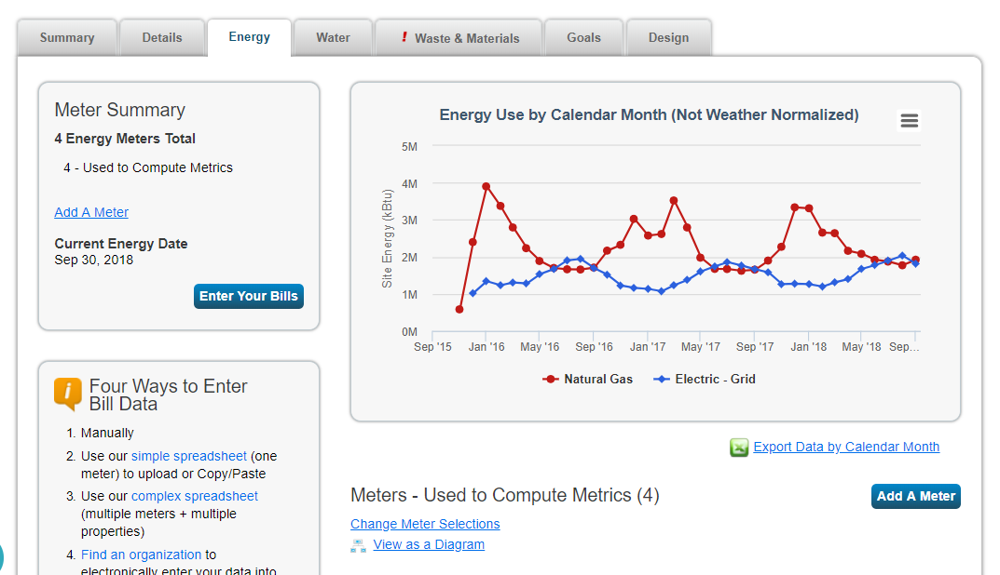 Summary
Details
Energy
Water
! Waste & Materials
Goals
Design
Meter Summary
4 Energy Meters Total
4 - Used to Compute Metrics
Add A Meter
Current Energy Date
Sep 30, 2018
Enter Your Bills
i
Four Ways to Enter
Bill Data
1. Manually
2. Use our simple spreadsheet (one
meter) to upload or Copy/Paste
3. Use our complex spreadsheet
(multiple meters + multiple
properties)
4. Find an organization to
electronically enter your data into
Energy Use by Calendar Month (Not Weather Normalized)
Site Energy (kBtu)
5M
4M
3M
2M
1M
0M
Sep '15
Jan '16
May '16
Sep '16
Jan '17
May '17
Sep '17
Jan '18
May '18
Sep...
Natural Gas
Electric - Grid
Export Data by Calendar Month
Meters - Used to Compute Metrics (4)
Add A Meter
Change Meter Selections
View as a Diagram